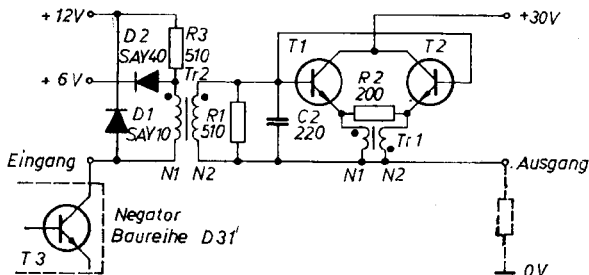 +12V
+30V
D2
SAY40
R3
510
T1
T2
Tr2
+6V
R2
200
D1
SAY10
R1
510
C2
220
Tr1
Eingang
N1
N2
N1
N2
Ausgang
Negator
Baureihe D31'
T3
0V